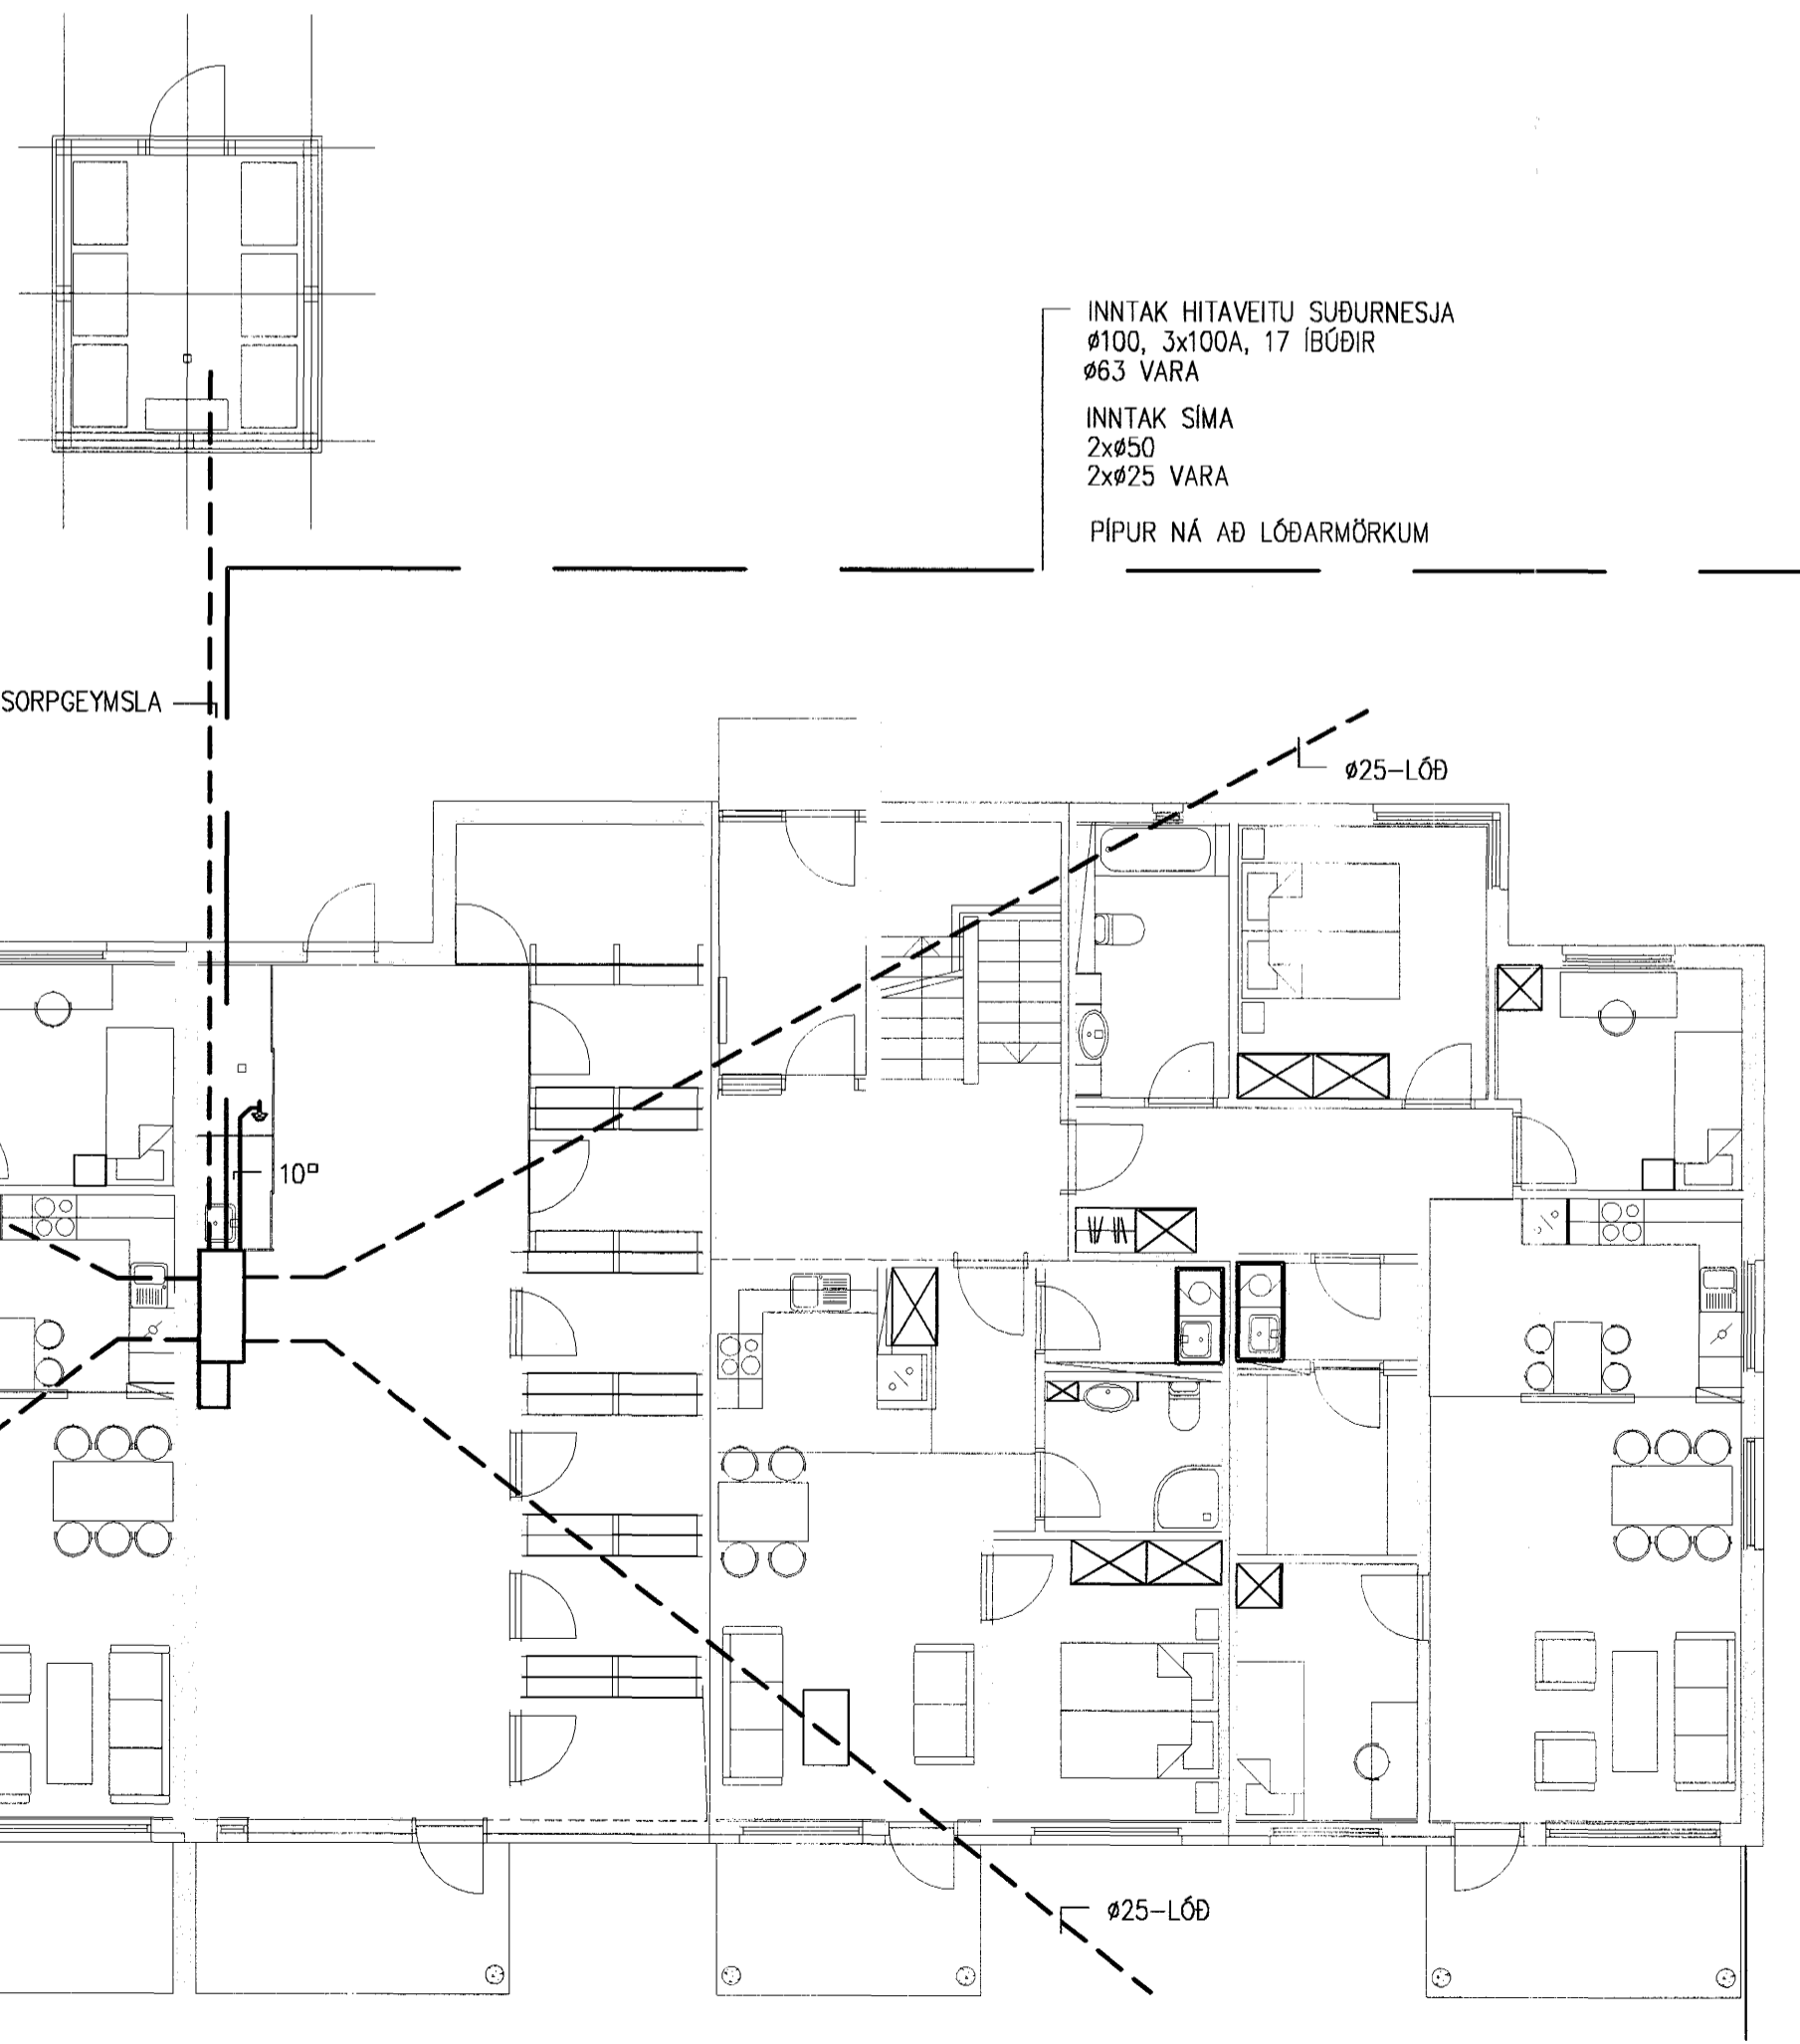 INNTAK HITAVEITU SUÐURNESJA
ø100, 3x100A, 17 ÍBÚÐIR
ø63 VARA
INNTAK SÍMA
2xø50
2xø25 VARA
PÍPUR NÁ AÐ LÓÐARMÖRKUM
SORPGEYMSLA
ø25-LÓÐ
10▫
ø25-LÓÐ